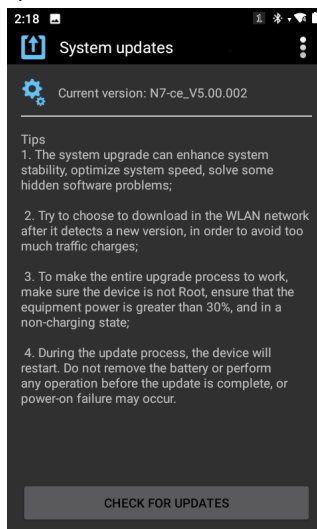 2:18
1
System updates
Current version: N7-ce_V5.00.002
Tips
1. The system upgrade can enhance system
stability, optimize system speed, solve some
hidden software problems;
2. Try to choose to download in the WLAN network
after it detects a new version, in order to avoid too
much traffic charges;
3. To make the entire upgrade process to work,
make sure the device is not Root, ensure that the
equipment power is greater than 30%, and in a
non-charging state;
4. During the update process, the device will
restart. Do not remove the battery or perform
any operation before the update is complete, or
power-on failure may occur.
CHECK FOR UPDATES